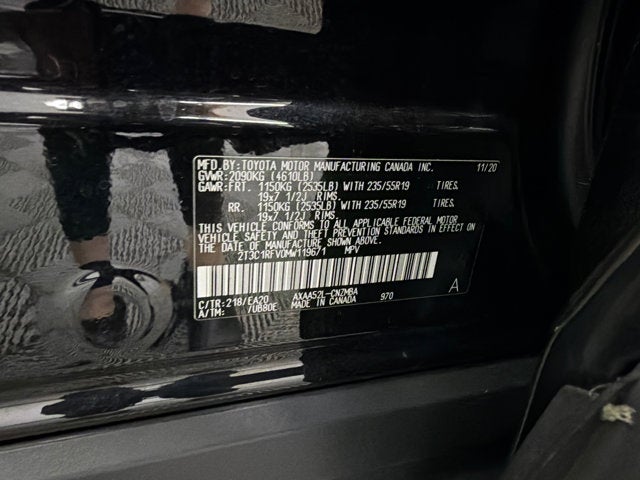 MFD.BY:TOYOTA MOTOR MANUFACTURING CANADA INC. 11/20
GVWR:2090KG (4610LB)
GAWR:FRT. 1150KG (2535LB) WITH 235/55R19 TIRES.
19x7 1/2J RIMS.
RR. 1150KG (2535LB) WITH 235/55R19 TIRES.
19x7 1/2J RIMS.
THIS VEHICLE CONFORMS TO ALL APPLICABLE FEDERAL MOTOR
VEHICLE SAFETY AND THEFT PREVENTION STANDARDS IN EFFECT
ON THE DATE OF MANUFACTURE SHOWN ABOVE.
2T3C1RFV0MW119671 MPV
C/TR:218/EA20 AXAA52L-CNZMBA A
A/TM: /UB80E MADE IN CANADA 970